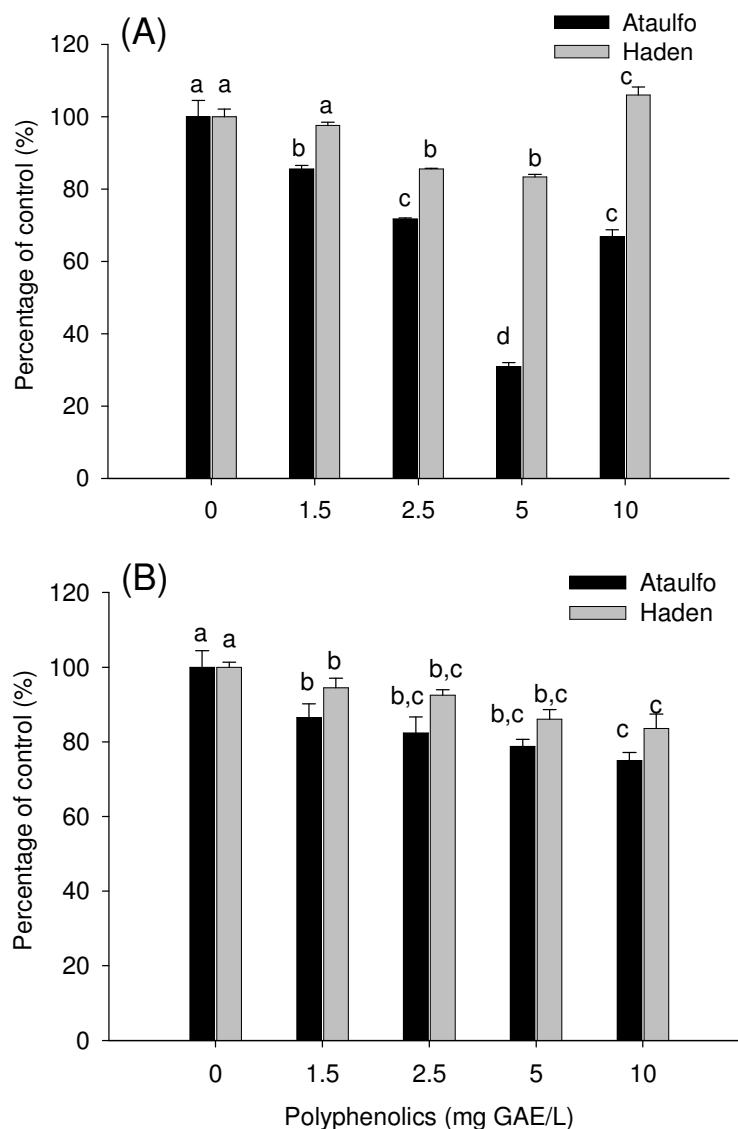 (A)
Ataulfo
Haden
Percentage of control (%)
120
100
80
60
40
20
0
a a
b a
c b
d b
c c
0 1.5 2.5 5 10
(B)
Ataulfo
Haden
Percentage of control (%)
120
100
80
60
40
20
0
a a
b b
b,c b,c
b,c b,c
c c
0 1.5 2.5 5 10
Polyphenolics (mg GAE/L)